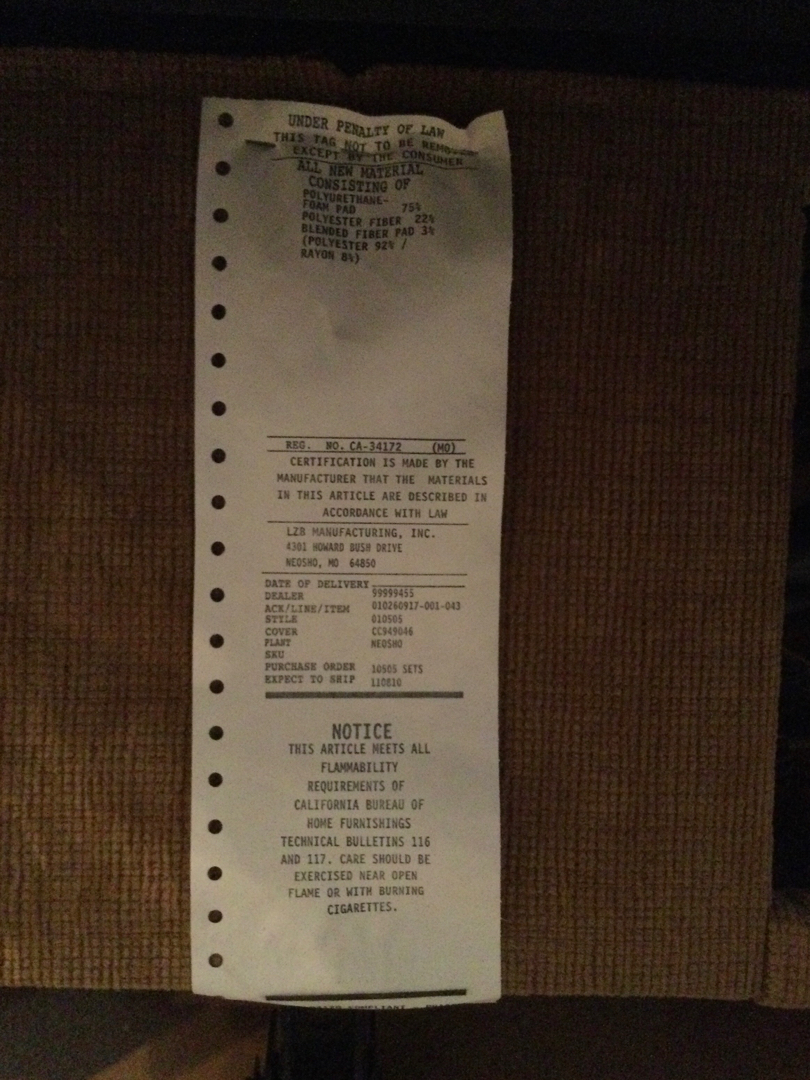 UNDER PENALTY OF LAW
THIS TAG NOT TO BE REMOVED
EXCEPT BY THE CONSUMER
ALL NEW MATERIAL
CONSISTING OF
POLYURETHANE-
FOAM PAD 75%
POLYESTER FIBER 22%
BLENDED FIBER PAD 3%
(POLYESTER 92% /
RAYON 8%)
REG. NO. CA-34172 (MO)
CERTIFICATION IS MADE BY THE
MANUFACTURER THAT THE MATERIALS
IN THIS ARTICLE ARE DESCRIBED IN
ACCORDANCE WITH LAW
LZB MANUFACTURING, INC.
4301 HOWARD BUSH DRIVE
NEOSHO, MO 64850
DATE OF DELIVERY
DEALER 99999455
ACK/LINE/ITEM 010260917-001-043
STYLE 010505
COVER CC949046
PLANT NEOSHO
SKU
PURCHASE ORDER 10505 SETS
EXPECT TO SHIP 110810
NOTICE
THIS ARTICLE MEETS ALL
FLAMMABILITY
REQUIREMENTS OF
CALIFORNIA BUREAU OF
HOME FURNISHINGS
TECHNICAL BULLETINS 116
AND 117. CARE SHOULD BE
EXERCISED NEAR OPEN
FLAME OR WITH BURNING
CIGARETTES.